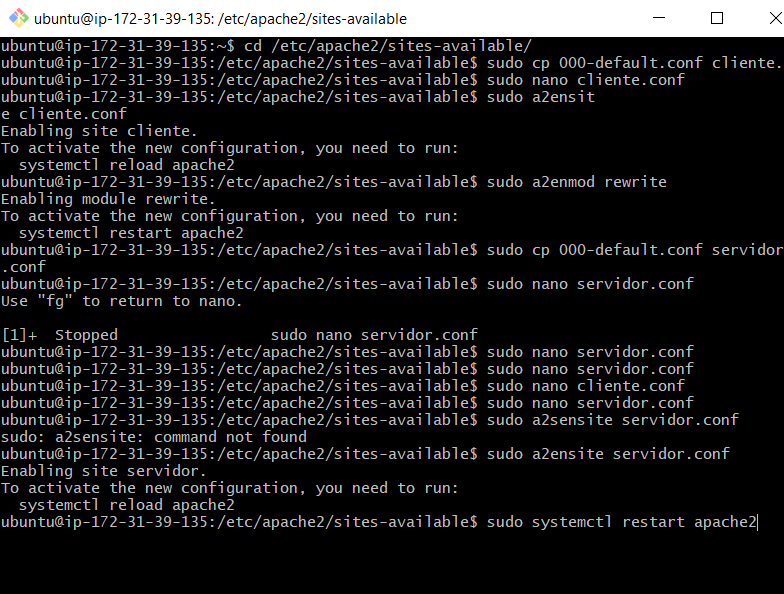 ubuntu@ip-172-31-39-135: /etc/apache2/sites-available
ubuntu@ip-172-31-39-135:~$ cd /etc/apache2/sites-available/
ubuntu@ip-172-31-39-135:/etc/apache2/sites-available$ sudo cp 000-default.conf cliente.
ubuntu@ip-172-31-39-135:/etc/apache2/sites-available$ sudo nano cliente.conf
ubuntu@ip-172-31-39-135:/etc/apache2/sites-available$ sudo a2ensit
e cliente.conf
Enabling site cliente.
To activate the new configuration, you need to run:
  systemctl reload apache2
ubuntu@ip-172-31-39-135:/etc/apache2/sites-available$ sudo a2enmod rewrite
Enabling module rewrite.
To activate the new configuration, you need to run:
  systemctl restart apache2
ubuntu@ip-172-31-39-135:/etc/apache2/sites-available$ sudo cp 000-default.conf servidor
.conf
ubuntu@ip-172-31-39-135:/etc/apache2/sites-available$ sudo nano servidor.conf
Use "fg" to return to nano.
[1]+  Stopped                 sudo nano servidor.conf
ubuntu@ip-172-31-39-135:/etc/apache2/sites-available$ sudo nano servidor.conf
ubuntu@ip-172-31-39-135:/etc/apache2/sites-available$ sudo nano servidor.conf
ubuntu@ip-172-31-39-135:/etc/apache2/sites-available$ sudo nano cliente.conf
ubuntu@ip-172-31-39-135:/etc/apache2/sites-available$ sudo nano servidor.conf
ubuntu@ip-172-31-39-135:/etc/apache2/sites-available$ sudo a2sensite servidor.conf
sudo: a2sensite: command not found
ubuntu@ip-172-31-39-135:/etc/apache2/sites-available$ sudo a2ensite servidor.conf
Enabling site servidor.
To activate the new configuration, you need to run:
  systemctl reload apache2
ubuntu@ip-172-31-39-135:/etc/apache2/sites-available$ sudo systemctl restart apache2